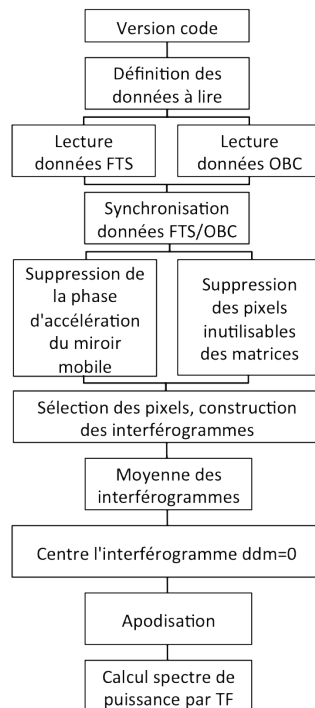 Version code
Définition des
données à lire
Lecture
données FTS
Lecture
données OBC
Synchronisation
données FTS/OBC
Suppression de
la phase
d'accélération
du miroir
mobile
Suppression
des pixels
inutilisables
des matrices
Sélection des pixels, construction
des interférogrammes
Moyenne des
interférogrammes
Centre l'interférogramme ddm=0
Apodisation
Calcul spectre de
puissance par TF